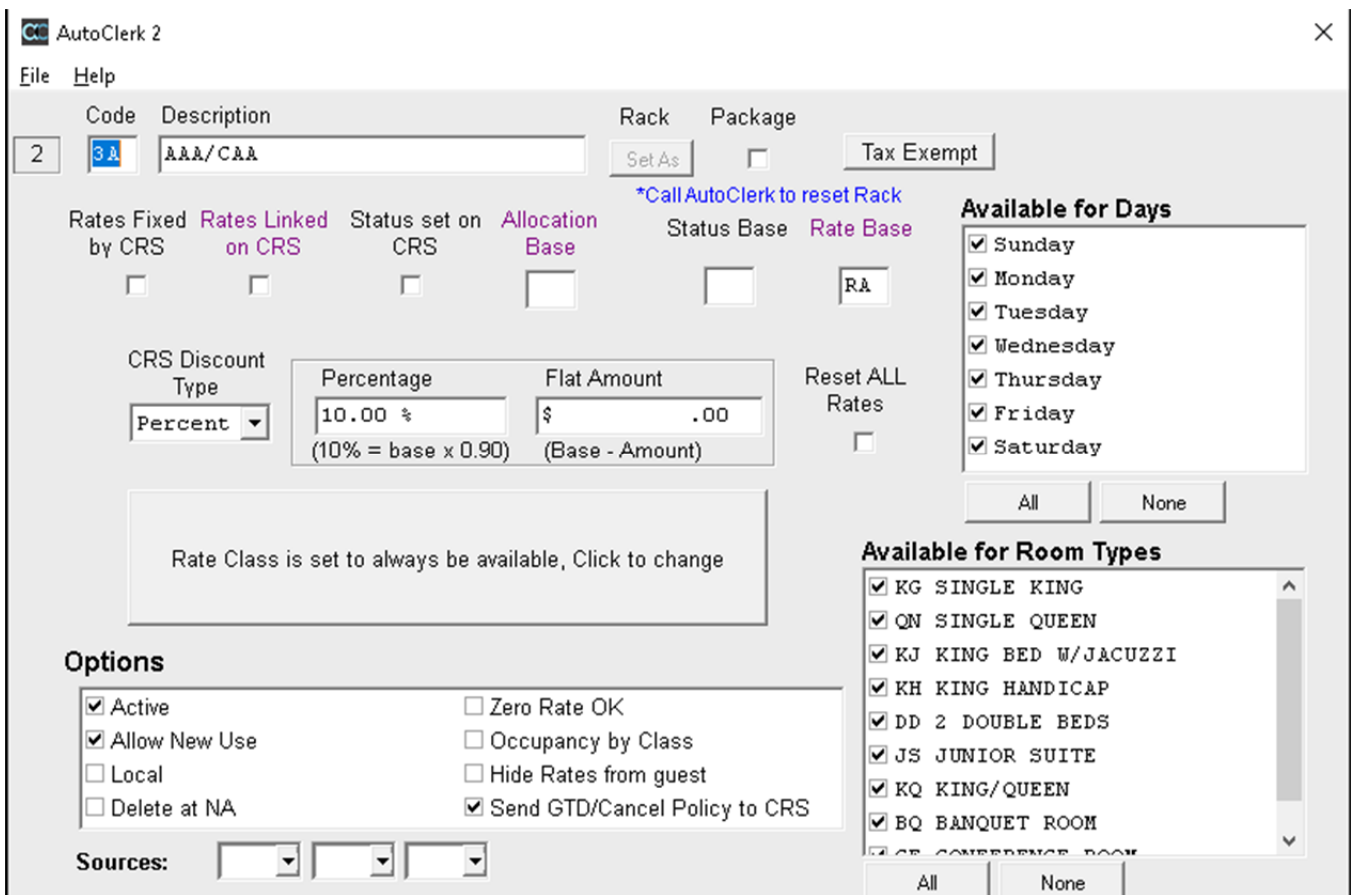 AutoClerk 2
File Help
Code Description Rack Package
2 3A AAA/CAA Set As Tax Exempt
*Call AutoClerk to reset Rack
Rates Fixed by CRS
Rates Linked on CRS
Status set on CRS
Allocation Base
Status Base
Rate Base
RA
Available for Days
Sunday
Monday
Tuesday
Wednesday
Thursday
Friday
Saturday
All None
CRS Discount Type
Percent
Percentage
10.00 %
(10% = base x 0.90)
Flat Amount
$ .00
(Base - Amount)
Reset ALL Rates
Rate Class is set to always be available, Click to change
Available for Room Types
KG SINGLE KING
QN SINGLE QUEEN
KJ KING BED W/JACUZZI
KH KING HANDICAP
DD 2 DOUBLE BEDS
JS JUNIOR SUITE
KQ KING/QUEEN
BQ BANQUET ROOM
CONFERENCE ROOM
All None
Options
Active
Allow New Use
Local
Delete at NA
Zero Rate OK
Occupancy by Class
Hide Rates from guest
Send GTD/Cancel Policy to CRS
Sources: